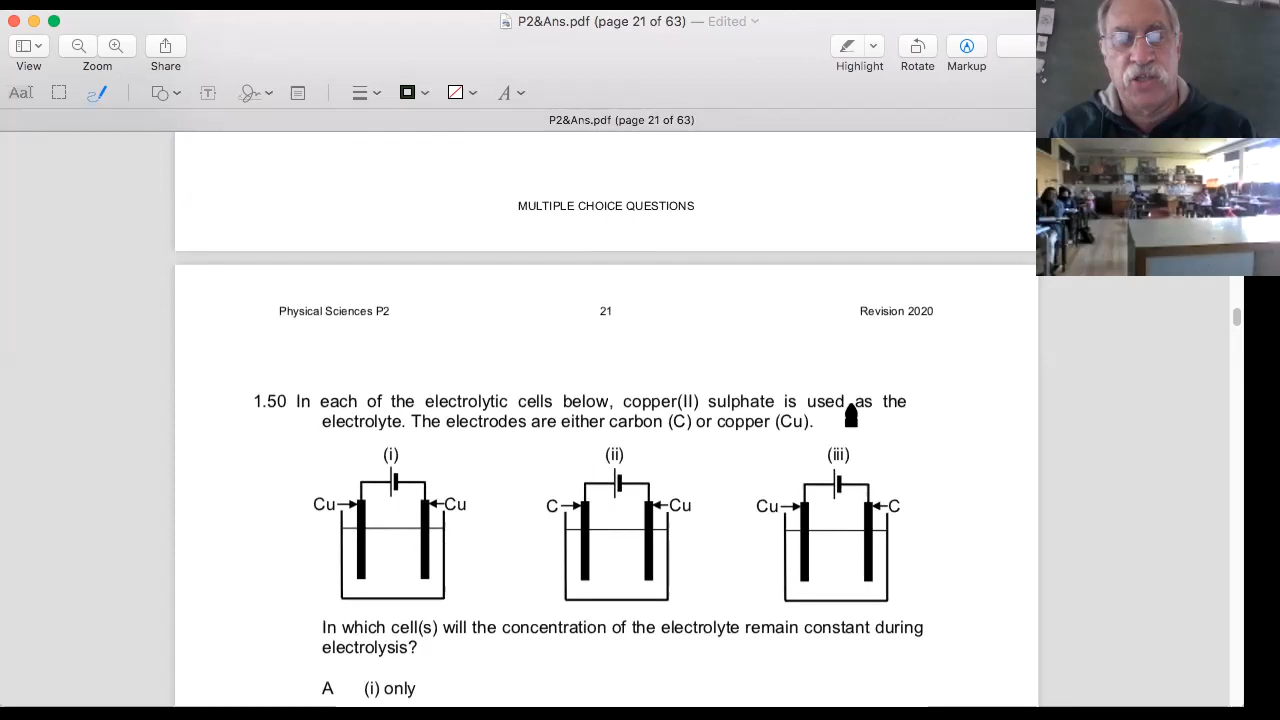 P2&Ans.pdf (page 21 of 63) — Edited
View
Zoom
Share
Highlight
Rotate
Markup
AaI
T
A
P2&Ans.pdf (page 21 of 63)
MULTIPLE CHOICE QUESTIONS
Physical Sciences P2 21 Revision 2020
1.50 In each of the electrolytic cells below, copper(II) sulphate is used as the
electrolyte. The electrodes are either carbon (C) or copper (Cu).
(i) (ii) (iii)
Cu Cu C Cu Cu C
In which cell(s) will the concentration of the electrolyte remain constant during
electrolysis?
A (i) only